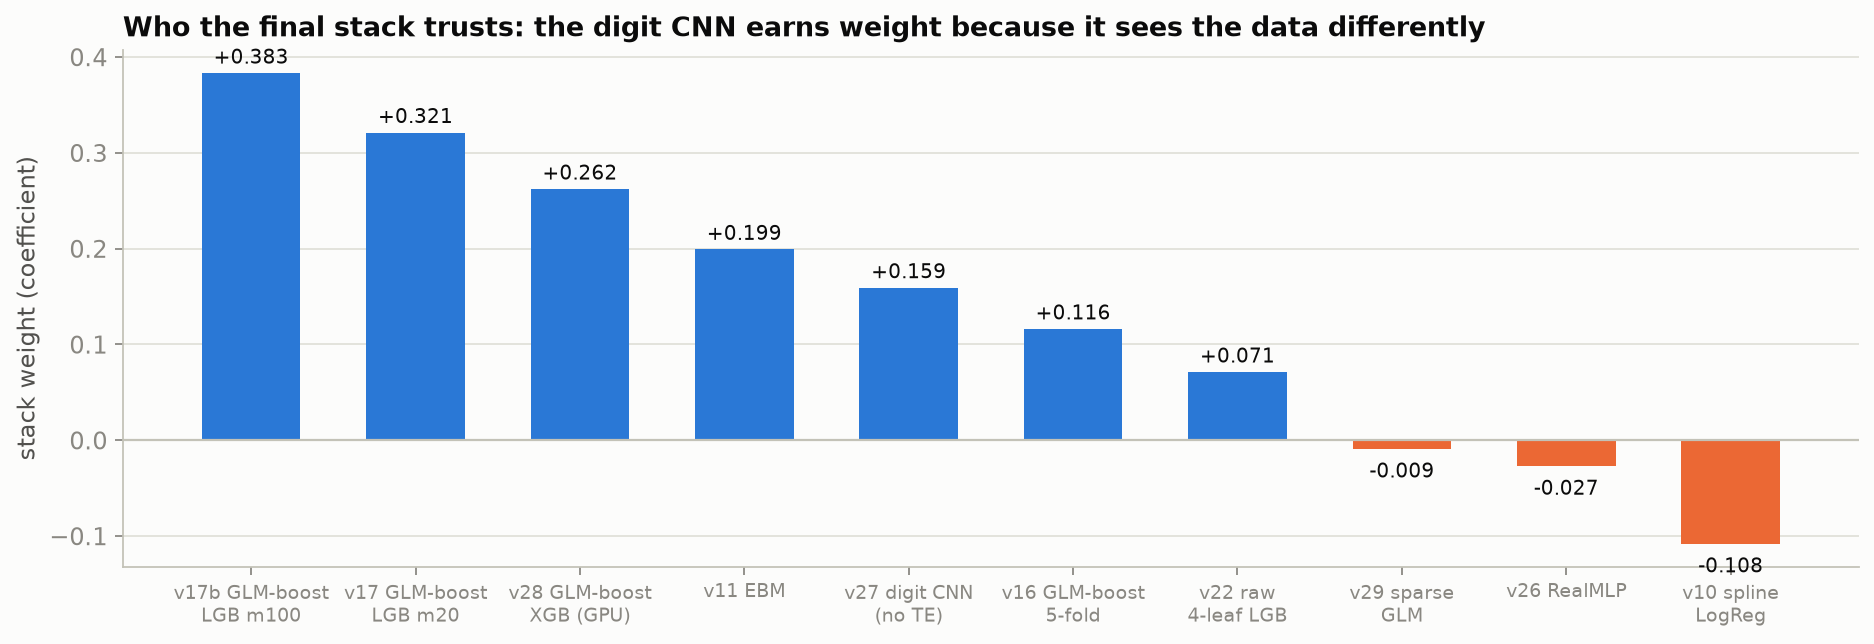 Who the final stack trusts: the digit CNN earns weight because it sees the data differently
stack weight (coefficient)
0.4
0.3
0.2
0.1
0.0
−0.1
+0.383
+0.321
+0.262
+0.199
+0.159
+0.116
+0.071
-0.009
-0.027
-0.108
v17b GLM-boost
LGB m100
v17 GLM-boost
LGB m20
v28 GLM-boost
XGB (GPU)
v11 EBM
v27 digit CNN
(no TE)
v16 GLM-boost
5-fold
v22 raw
4-leaf LGB
v29 sparse
GLM
v26 RealMLP
v10 spline
LogReg